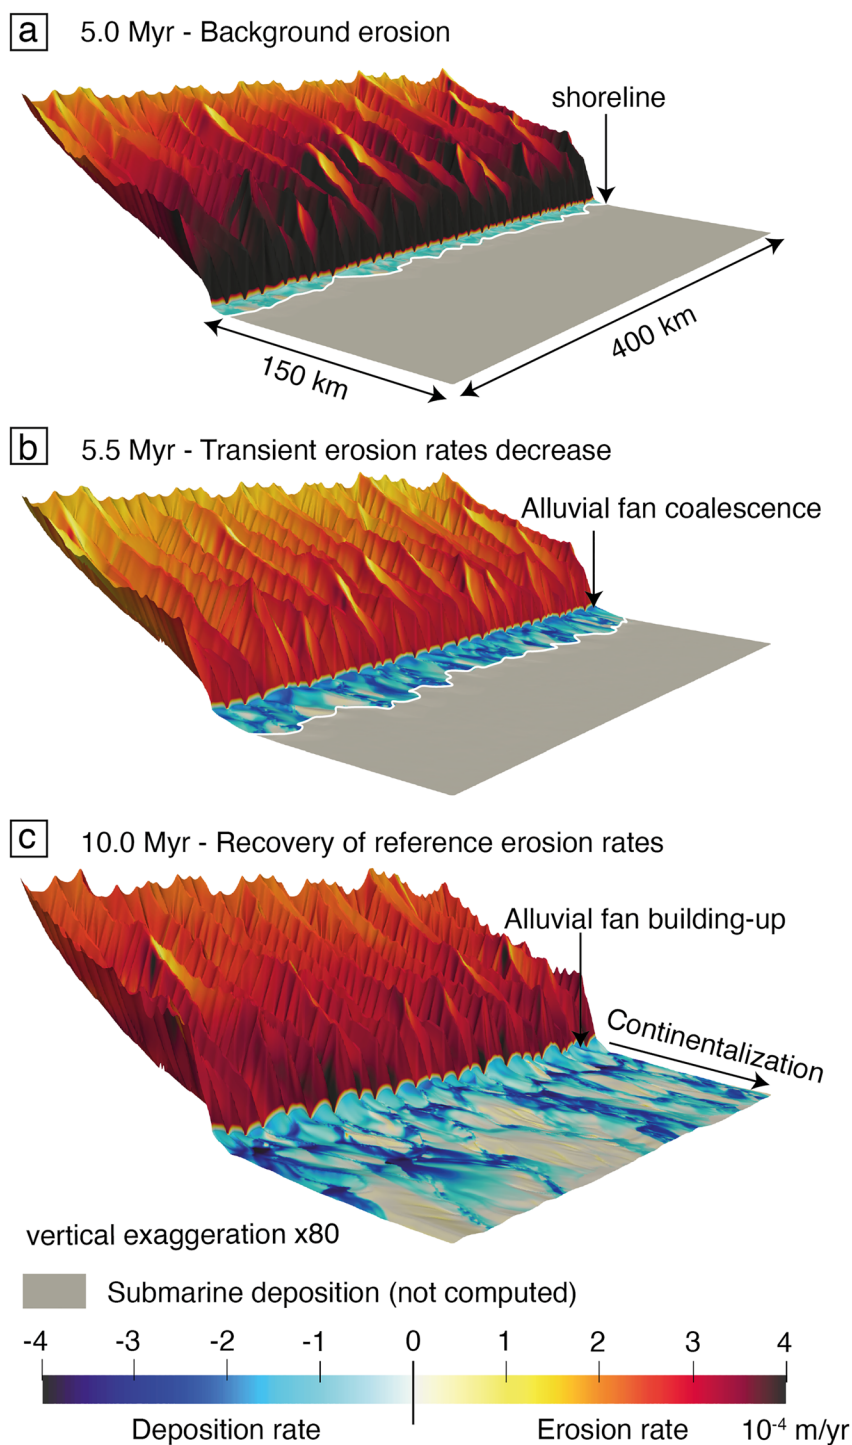 a 5.0 Myr - Background erosion
shoreline
150 km
400 km
b 5.5 Myr - Transient erosion rates decrease
Alluvial fan coalescence
c 10.0 Myr - Recovery of reference erosion rates
Alluvial fan building-up
Continentalization
vertical exaggeration x80
Submarine deposition (not computed)
-4 -3 -2 -1 0 1 2 3 4
Deposition rate Erosion rate 10⁻⁴ m/yr